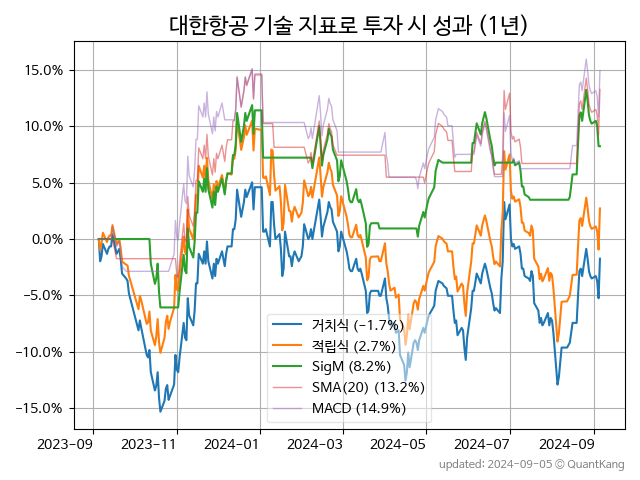 대한항공 기술 지표로 투자 시 성과 (1년)
15.0%
10.0%
5.0%
0.0%
−5.0%
−10.0%
−15.0%
거치식 (−1.7%)
적립식 (2.7%)
SigM (8.2%)
SMA(20) (13.2%)
MACD (14.9%)
2023-09 2023-11 2024-01 2024-03 2024-05 2024-07 2024-09
updated: 2024-09-05 © QuantKang